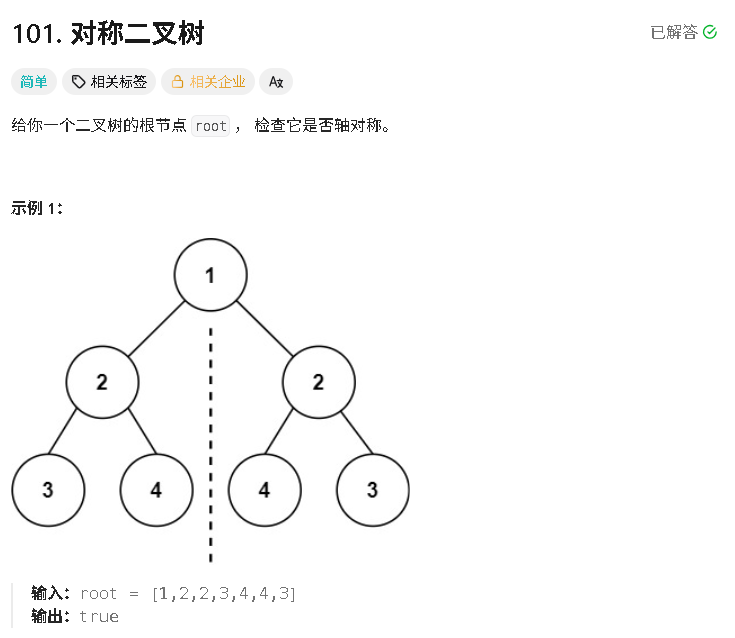 101. 对称二叉树 已解答
简单 相关标签 相关企业 A文
给你一个二叉树的根节点 root ， 检查它是否轴对称。
示例 1：
1
2 2
3 4 4 3
输入：root = [1,2,2,3,4,4,3]
输出：true